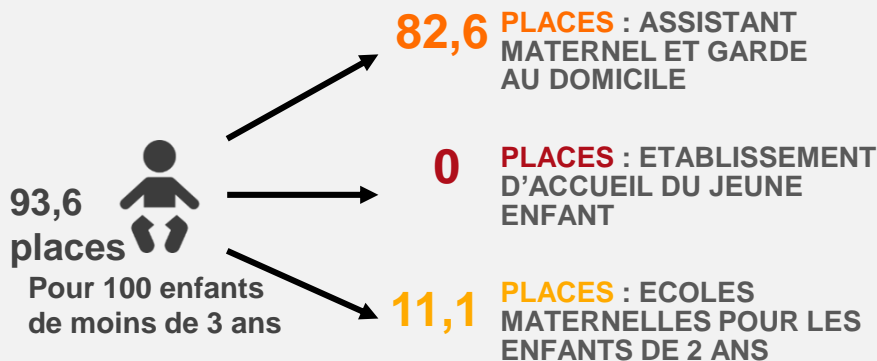 93,6
places
Pour 100 enfants
de moins de 3 ans
82,6 PLACES : ASSISTANT
MATERNEL ET GARDE
AU DOMICILE
0 PLACES : ETABLISSEMENT
D’ACCUEIL DU JEUNE
ENFANT
11,1 PLACES : ECOLES
MATERNELLES POUR LES
ENFANTS DE 2 ANS